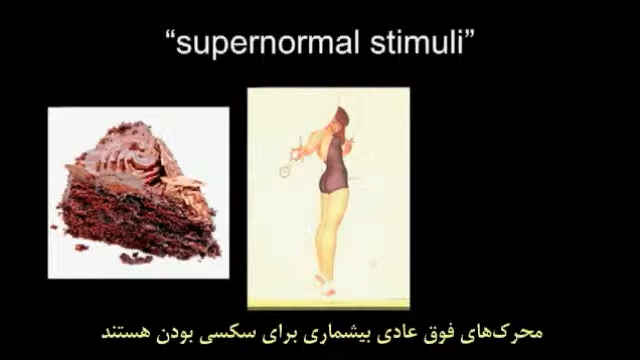 “supernormal stimuli”
محرک‌های فوق عادی بیشماری برای سکسی بودن هستند